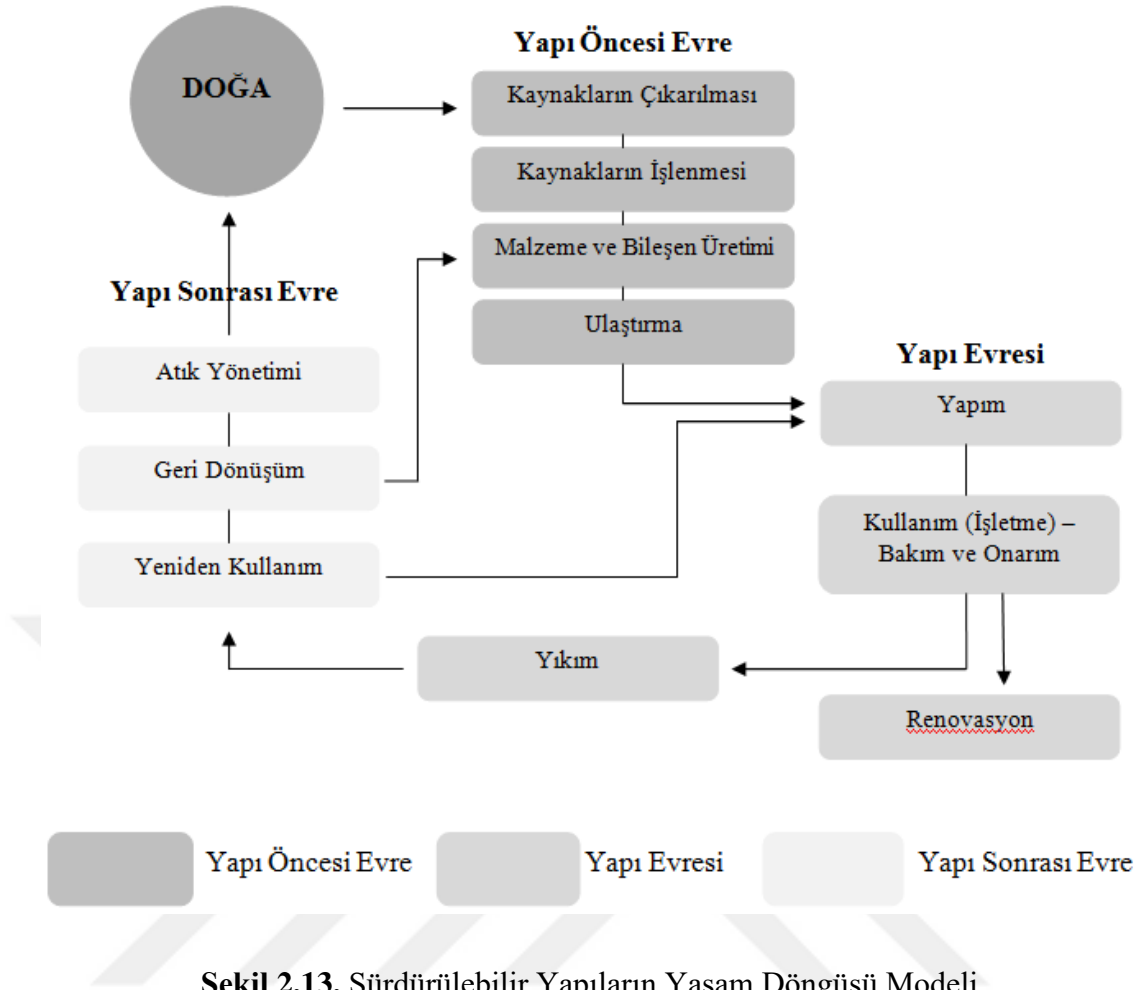 DOĞA
Yapı Öncesi Evre
Kaynakların Çıkarılması
Kaynakların İşlenmesi
Malzeme ve Bileşen Üretimi
Ulaştırma
Yapı Sonrası Evre
Atık Yönetimi
Geri Dönüşüm
Yeniden Kullanım
Yapı Evresi
Yapım
Kullanım (İşletme) –
Bakım ve Onarım
Yıkım
Renovasyon
Yapı Öncesi Evre
Yapı Evresi
Yapı Sonrası Evre
Şekil 2.13. Sürdürülebilir Yapıların Yaşam Döngüsü Modeli